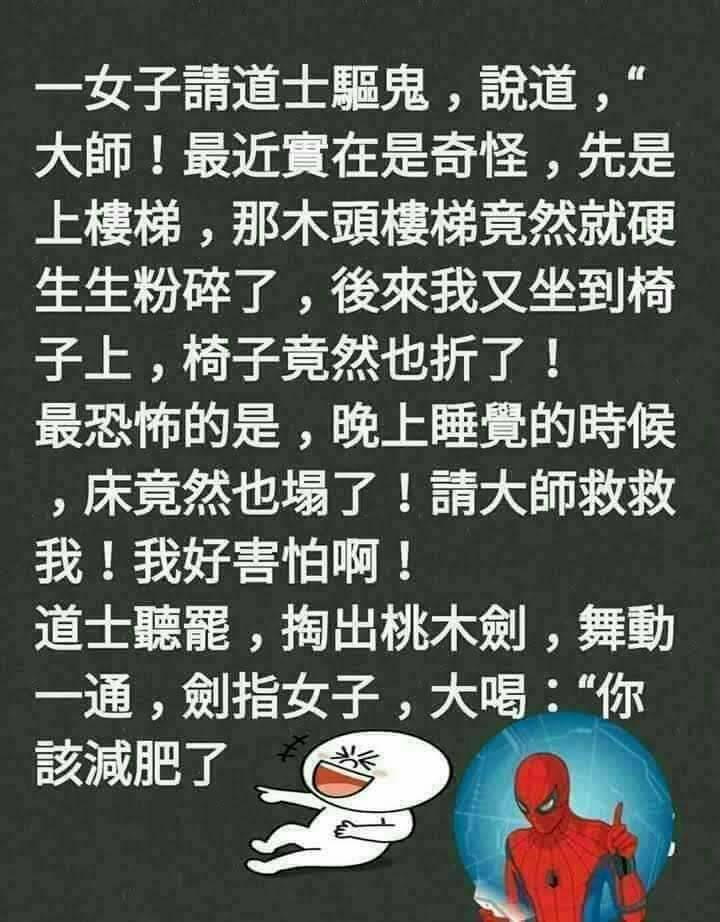 一女子請道士驅鬼，說道，“
大師！最近實在是奇怪，先是
上樓梯，那木頭樓梯竟然就硬
生生粉碎了，後來我又坐到椅
子上，椅子竟然也折了！
最恐怖的是，晚上睡覺的時候
，床竟然也塌了！請大師救救
我！我好害怕啊！
道士聽罷，掏出桃木劍，舞動
一通，劍指女子，大喝：“你
該減肥了